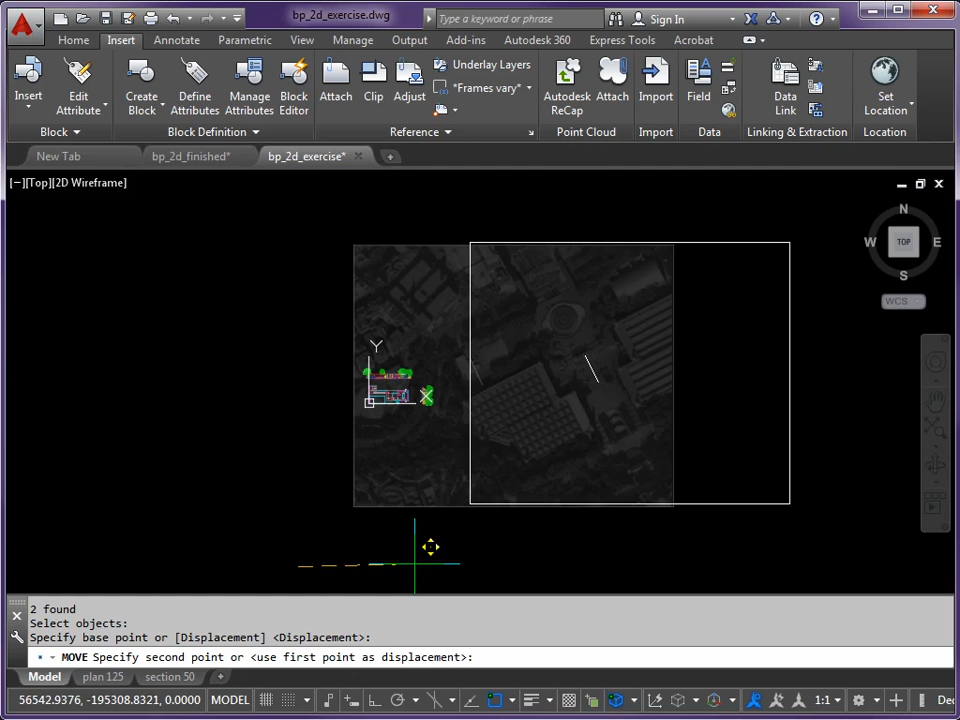 bp_2d_exercise.dwg
Type a keyword or phrase
Sign In
Home Insert Annotate Parametric View Manage Output Add-ins Autodesk 360 Express Tools Acrobat
Insert
Edit Attribute
Create Block
Define Attributes
Manage Attributes
Block Editor
Attach
Clip
Adjust
Underlay Layers
*Frames vary*
Autodesk ReCap
Attach
Import
Field
Data Link
Set Location
Block
Block Definition
Reference
Point Cloud
Import
Data
Linking & Extraction
Location
New Tab
bp_2d_finished*
bp_2d_exercise*
[−][Top][2D Wireframe]
N
W TOP E
S
WCS
Y
X
2 found
Select objects:
Specify base point or [Displacement] <Displacement>:
MOVE Specify second point or <use first point as displacement>:
Model plan 125 section 50
56542.9376, -195308.8321, 0.0000 MODEL
1:1